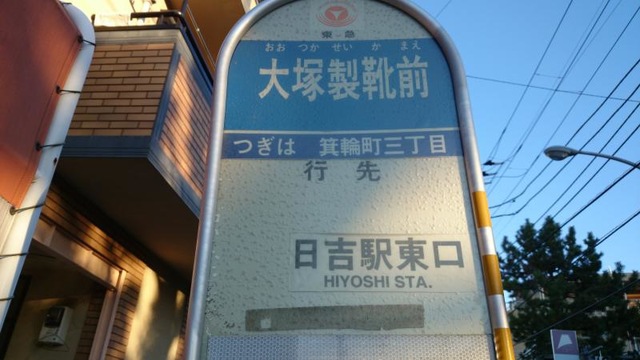 東急
おおつかせいかまえ
大塚製靴前
つぎは 箕輪町三丁目
行先
日吉駅東口
HIYOSHI STA.